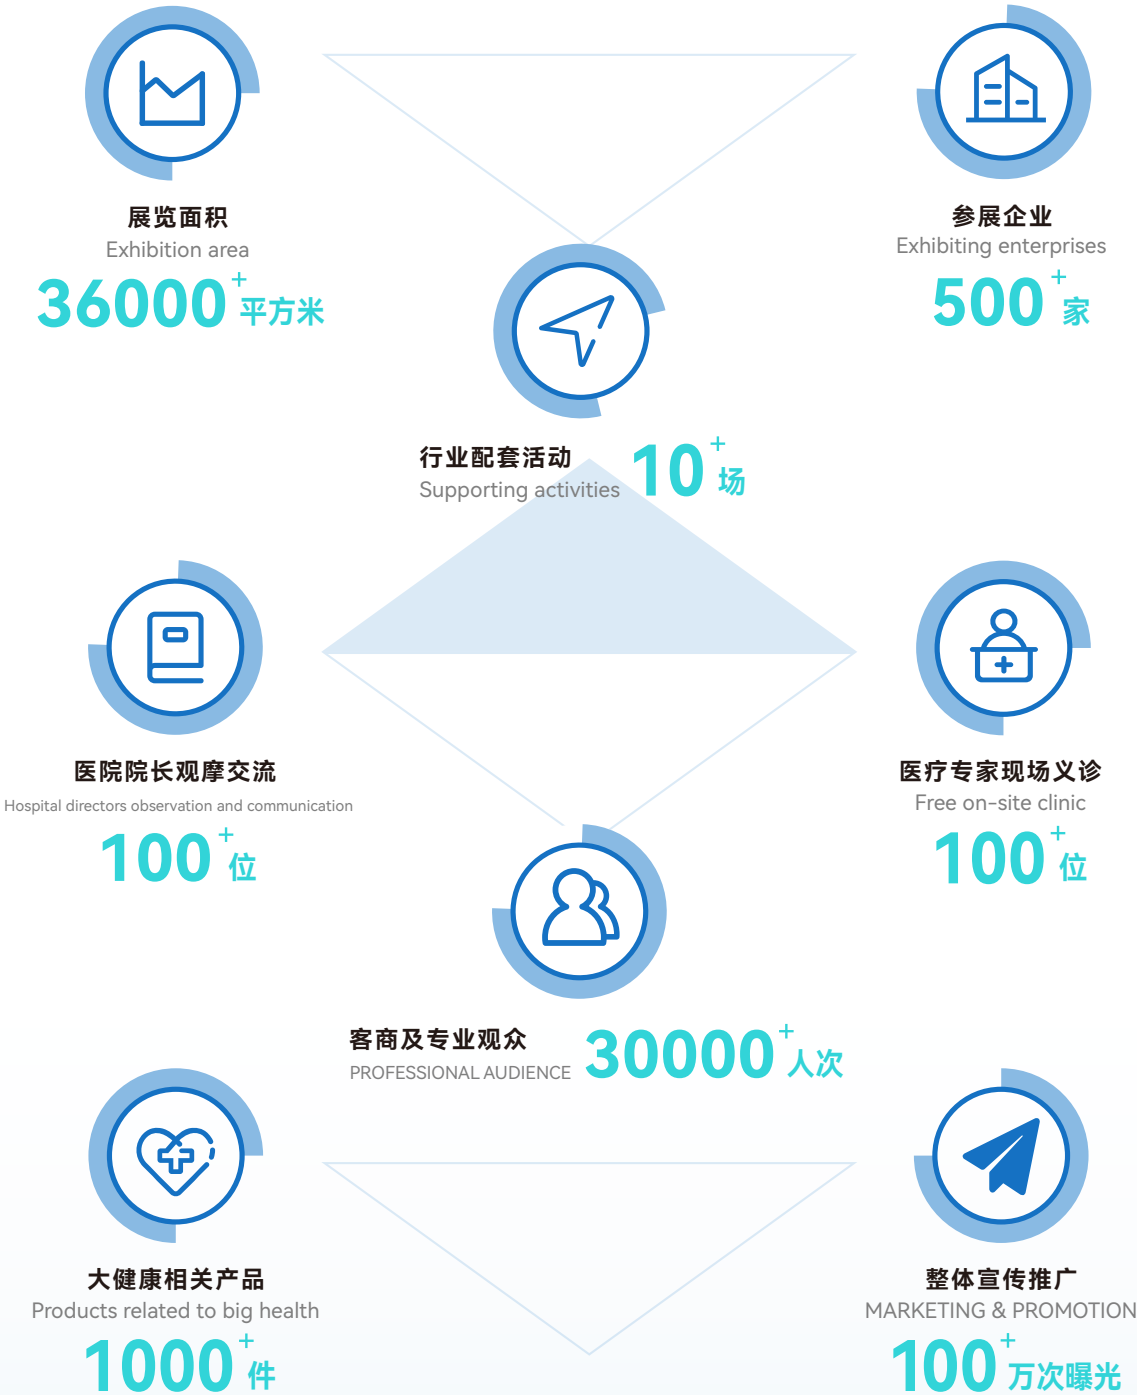 展览面积
Exhibition area
36000+平方米
参展企业
Exhibiting enterprises
500+家
行业配套活动
Supporting activities
10+场
医院院长观摩交流
Hospital directors observation and communication
100+位
医疗专家现场义诊
Free on-site clinic
100+位
客商及专业观众
PROFESSIONAL AUDIENCE
30000+人次
大健康相关产品
Products related to big health
1000+件
整体宣传推广
MARKETING & PROMOTION
100+万次曝光